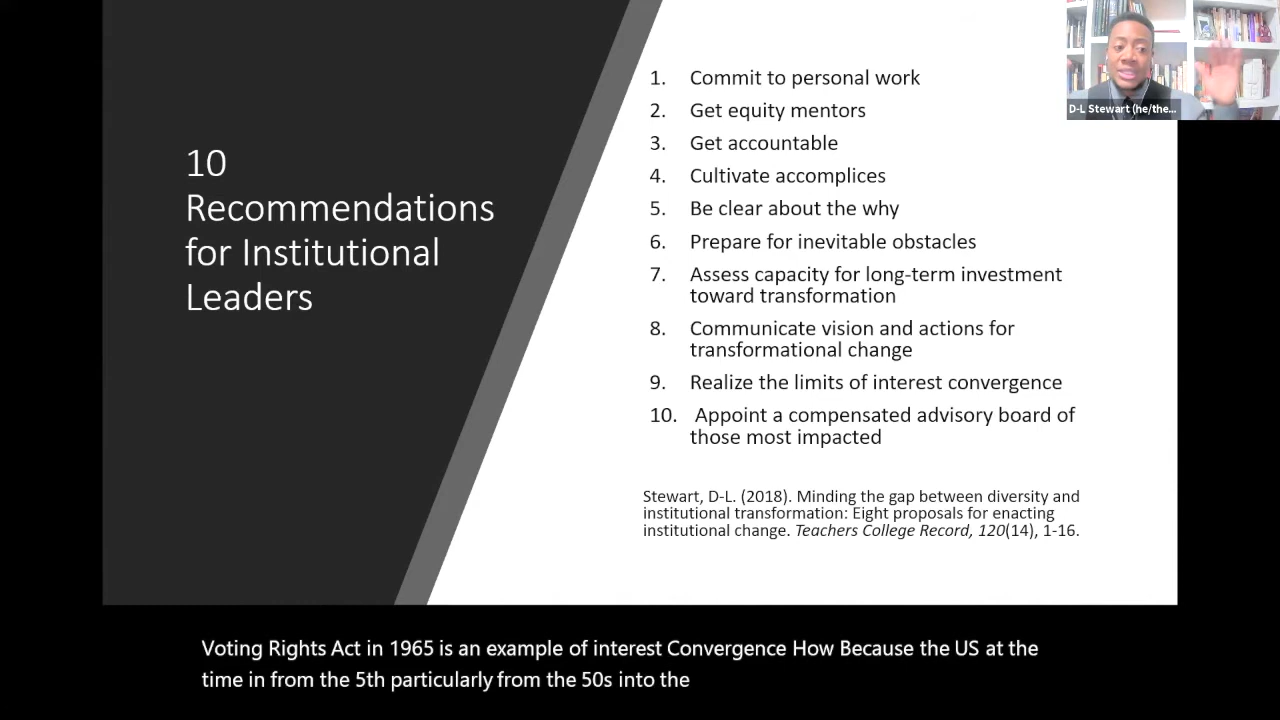 10
Recommendations
for Institutional
Leaders
1. Commit to personal work
2. Get equity mentors
3. Get accountable
4. Cultivate accomplices
5. Be clear about the why
6. Prepare for inevitable obstacles
7. Assess capacity for long-term investment
toward transformation
8. Communicate vision and actions for
transformational change
9. Realize the limits of interest convergence
10. Appoint a compensated advisory board of
those most impacted
Stewart, D-L. (2018). Minding the gap between diversity and
institutional transformation: Eight proposals for enacting
institutional change. Teachers College Record, 120(14), 1-16.
D-L Stewart (he/the...
Voting Rights Act in 1965 is an example of interest Convergence How Because the US at the
time in from the 5th particularly from the 50s into the